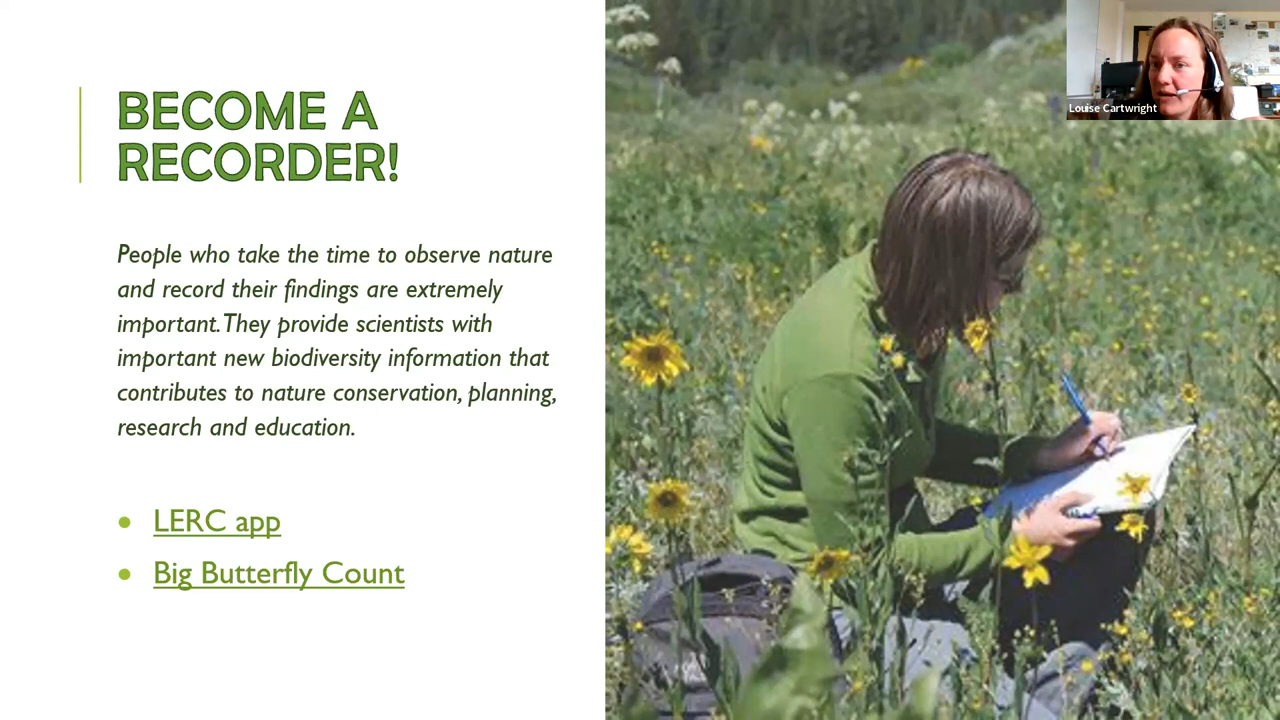 BECOME A
RECORDER!
People who take the time to observe nature
and record their findings are extremely
important. They provide scientists with
important new biodiversity information that
contributes to nature conservation, planning,
research and education.
• LERC app
• Big Butterfly Count
Louise Cartwright